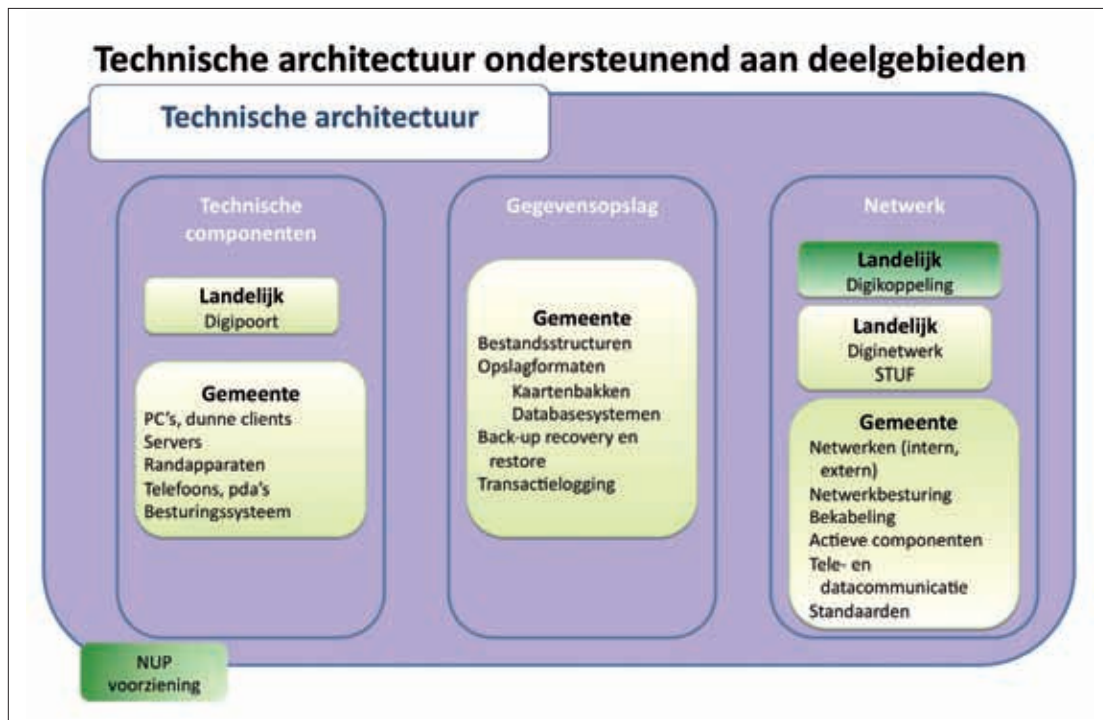 Technische architectuur ondersteunend aan deelgebieden
Technische architectuur
Technische
componenten
Landelijk
Digipoort
Gemeente
PC's, dunne clients
Servers
Randapparaten
Telefoons, pda's
Besturingssysteem
Gegevensopslag
Gemeente
Bestandsstructuren
Opslagformaten
Kaartenbakken
Databasesystemen
Back-up recovery en
restore
Transactielogging
Netwerk
Landelijk
Digikoppeling
Landelijk
Diginetwerk
STUF
Gemeente
Netwerken (intern,
extern)
Netwerkbesturing
Bekabeling
Actieve componenten
Tele- en
datacommunicatie
Standaarden
NUP
voorziening